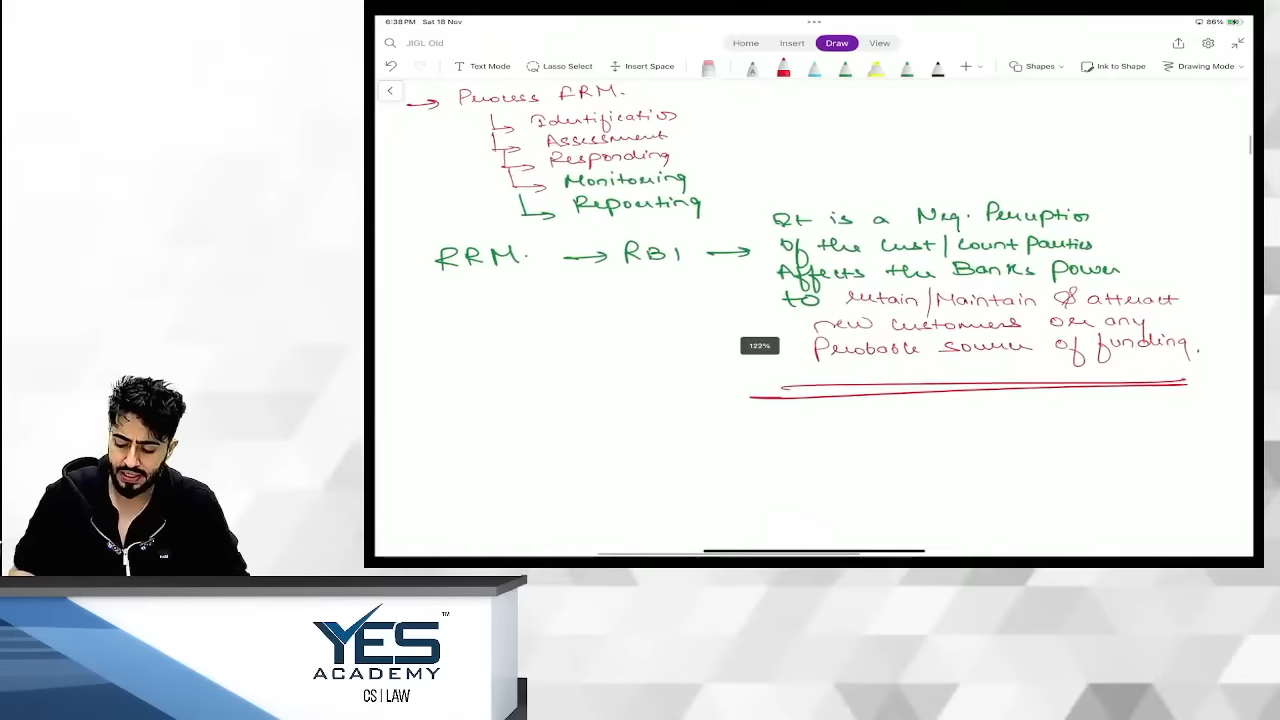 6:38 PM Sat 18 Nov
86%
JIGL Old
Home Insert Draw View
Text Mode Lasso Select Insert Space Shapes Ink to Shape Drawing Mode
Process FRM.
Identification
Assessment
Responding
Monitoring
Reporting
RRM. → RBI → It is a Neg. Perception
Of the Cust/Count Parties
Affects the Banks Power
to retain/Maintain & attract
new customers or any
Probable source of funding.
122%
YES™
ACADEMY
CS | LAW